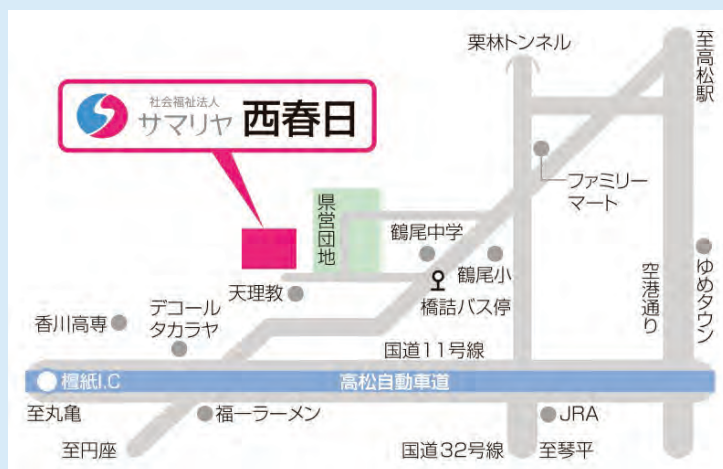 栗林トンネル
至高松駅
社会福祉法人
サマリヤ 西春日
ファミリー
マート
県営団地
鶴尾中学
鶴尾小
ゆめタウン
空港通り
天理教
橋詰バス停
デコール
タカラヤ
香川高専
国道11号線
檀紙I.C
高松自動車道
至丸亀
福一ラーメン
JRA
至円座
国道32号線
至琴平